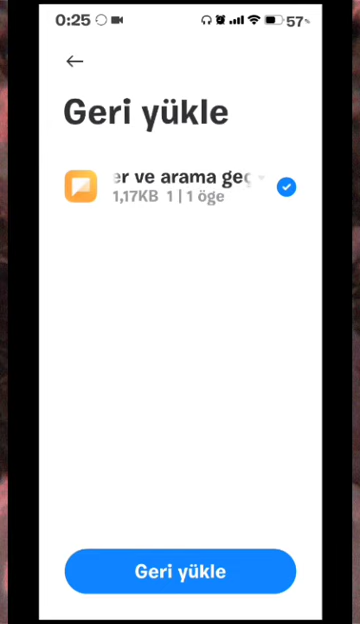 0:25 57
Geri yükle
er ve arama geç
1,17KB 1 | 1 öge
Geri yükle